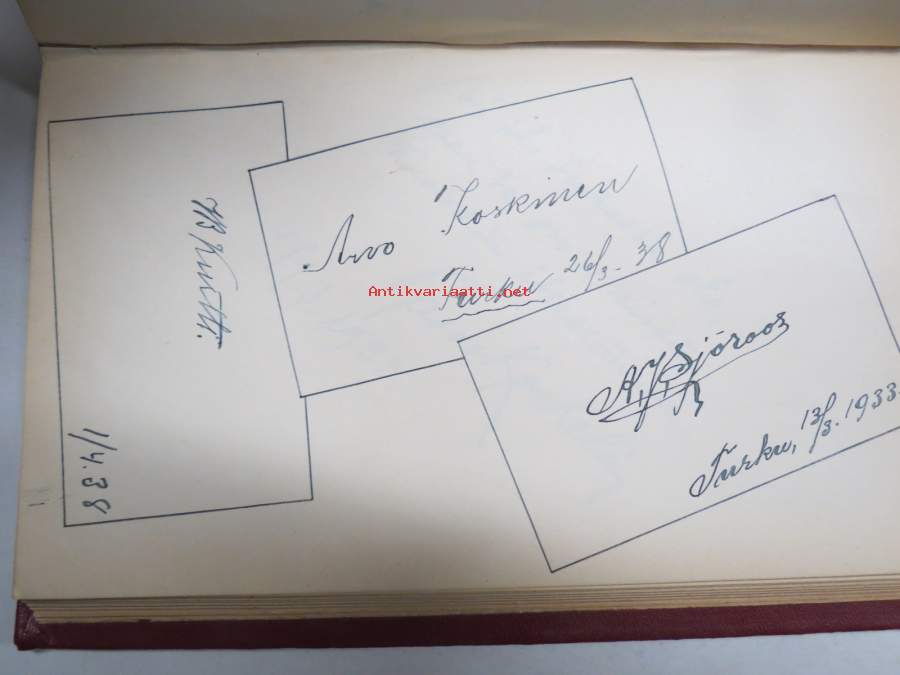 1/4.38
Arvo Koskinen
Turku 26/3-38
Antikvariaatti.net
Sjöroos
Turku, 13/3.1933.